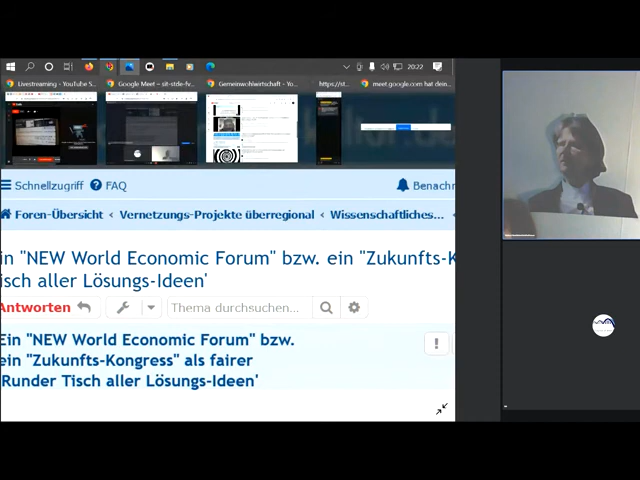 20:22
Livestreaming - YouTube S...
Google Meet - sit-stde-fv...
Gemeinwohlwirtschaft - Yo...
https://st...
meet.google.com hat dein...
Schnellzugriff FAQ Benachr
Foren-Übersicht ‹ Vernetzungs-Projekte überregional ‹ Wissenschaftliches... ‹
in "NEW World Economic Forum" bzw. ein "Zukunfts-K
isch aller Lösungs-Ideen'
Antworten Thema durchsuchen...
Ein "NEW World Economic Forum" bzw.
ein "Zukunfts-Kongress" als fairer
Runder Tisch aller Lösungs-Ideen'